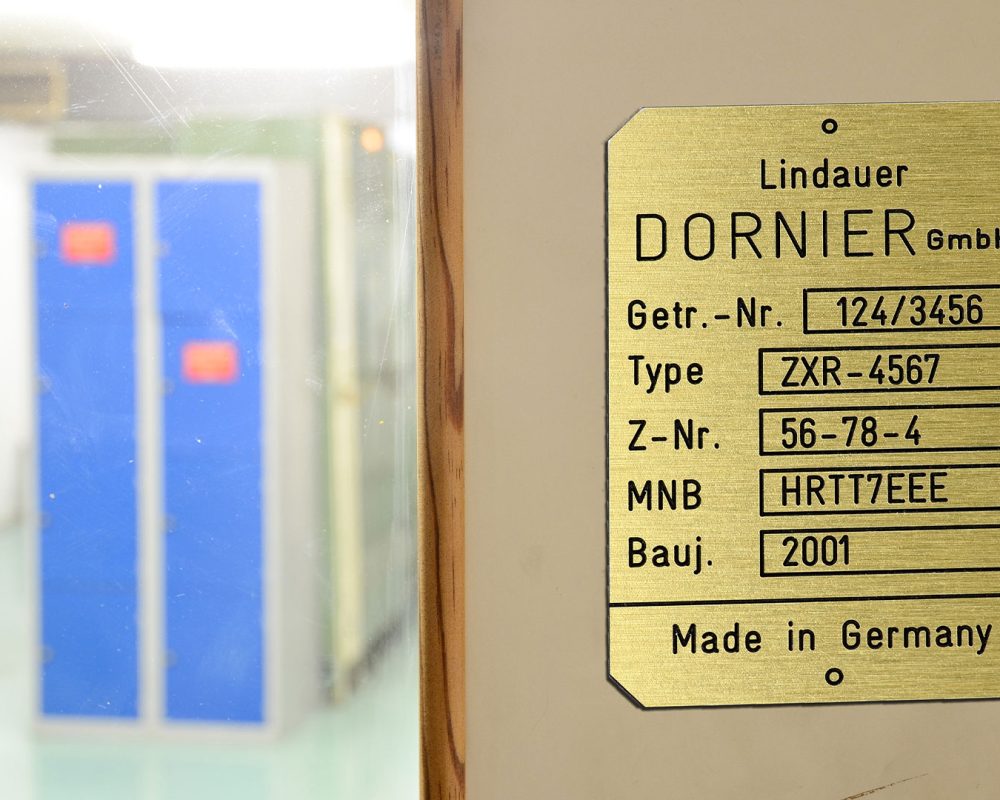 Lindauer
DORNIER GmbH
Getr.-Nr. 124/3456
Type ZXR-4567
Z-Nr. 56-78-4
MNB HRTT7EEE
Bauj. 2001
Made in Germany